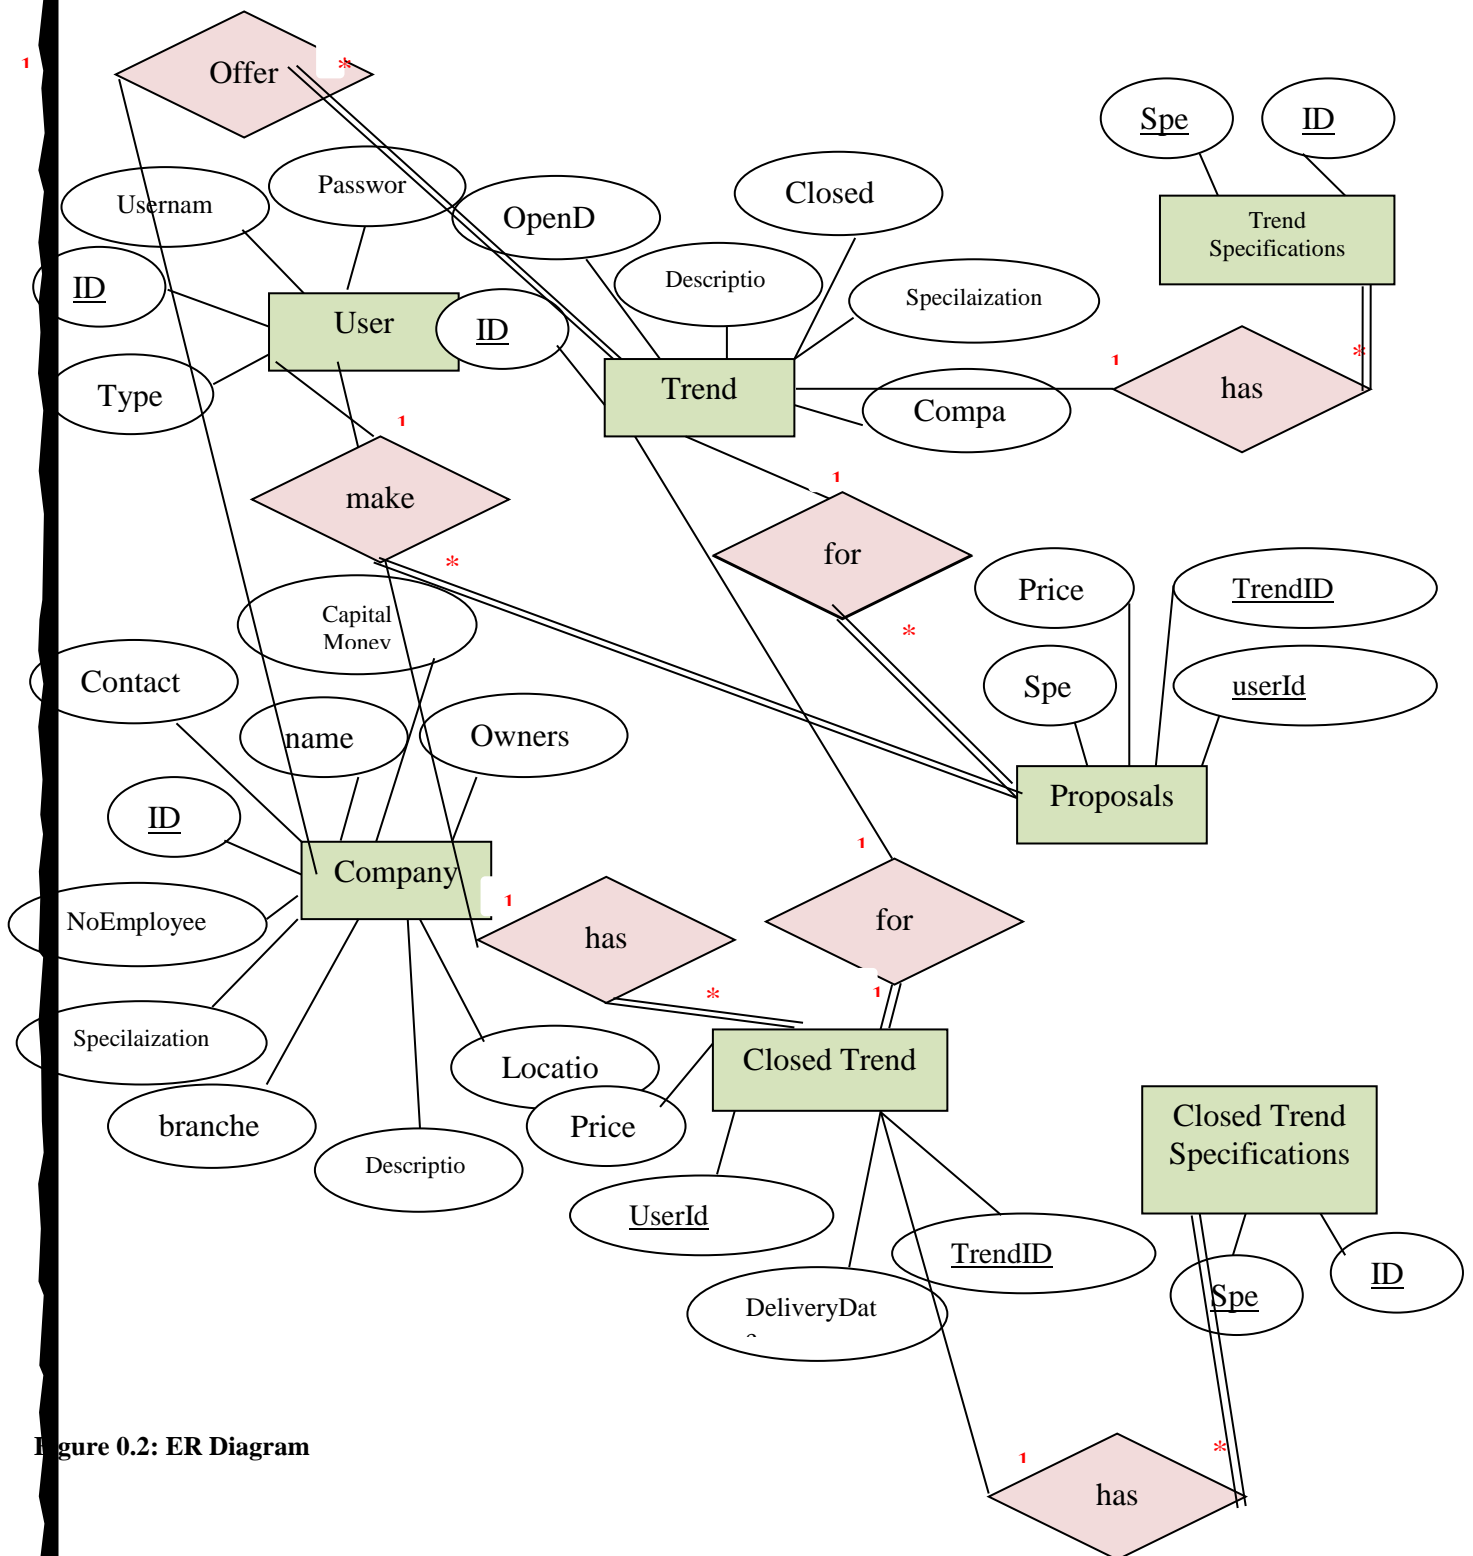 1
Offer
*
Spe
ID
Passwor
Closed
Usernam
OpenD
Trend
Specifications
Descriptio
ID
Specilaization
User
ID
1
*
Trend
has
Type
Compa
1
1
make
for
*
Price
TrendID
Capital
Money
*
Contact
Spe
userId
name
Owners
Proposals
ID
1
Company
1
NoEmployee
has
for
*
1
Specilaization
Closed Trend
Locatio
Closed Trend
Specifications
branche
Price
Descriptio
UserId
TrendID
ID
Spe
DeliveryDat
Figure 0.2: ER Diagram
1
*
has